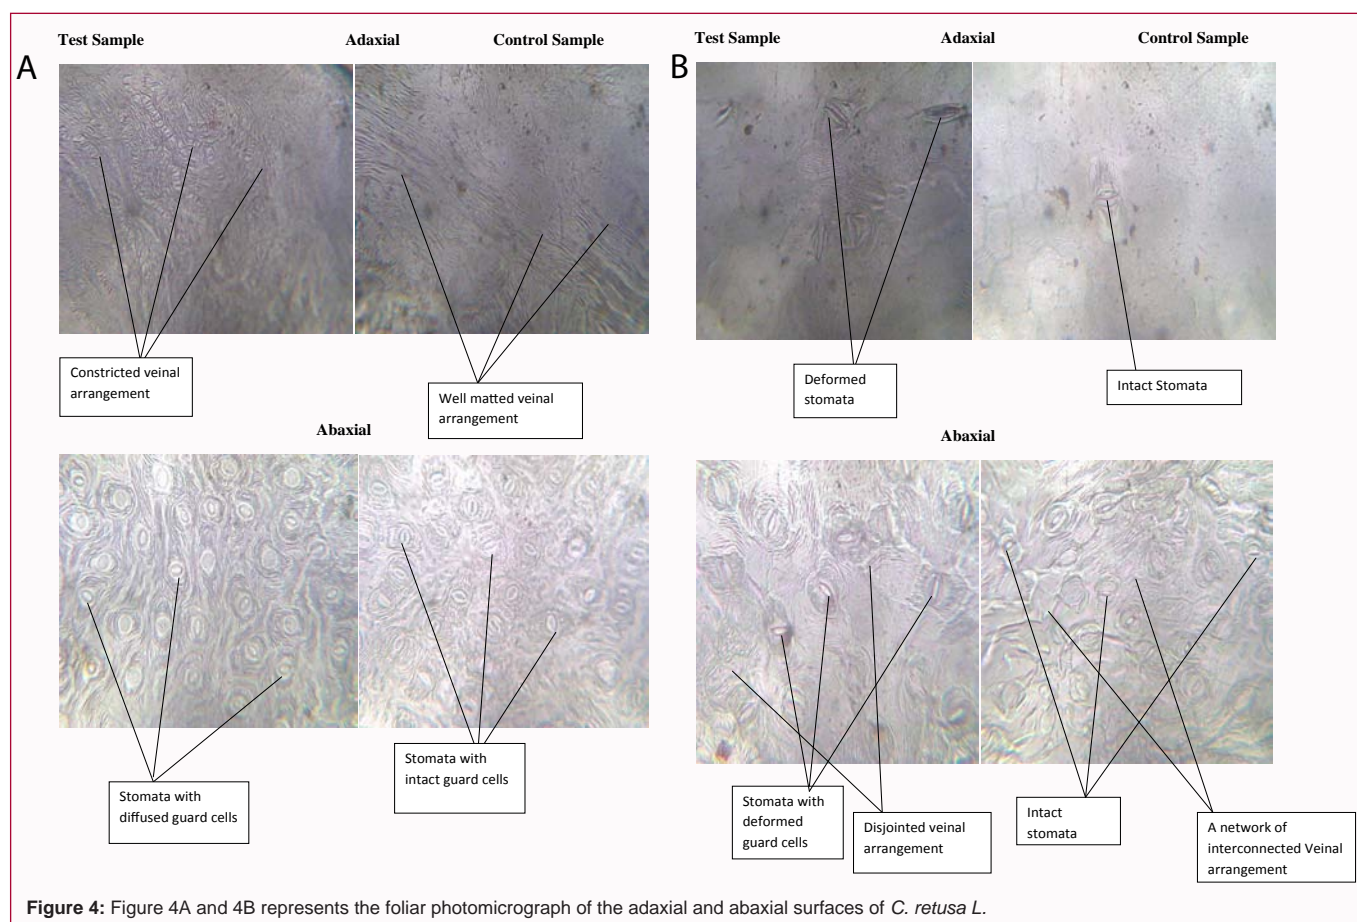 A
Test Sample Adaxial Control Sample
Constricted veinal
arrangement
Well matted veinal
arrangement
Abaxial
Stomata with
diffused guard cells
Stomata with
intact guard cells
B
Test Sample Adaxial Control Sample
Deformed
stomata
Intact Stomata
Abaxial
Stomata with
deformed
guard cells
Disjointed veinal
arrangement
Intact
stomata
A network of
interconnected Veinal
arrangement
Figure 4: Figure 4A and 4B represents the foliar photomicrograph of the adaxial and abaxial surfaces of C. retusa L.